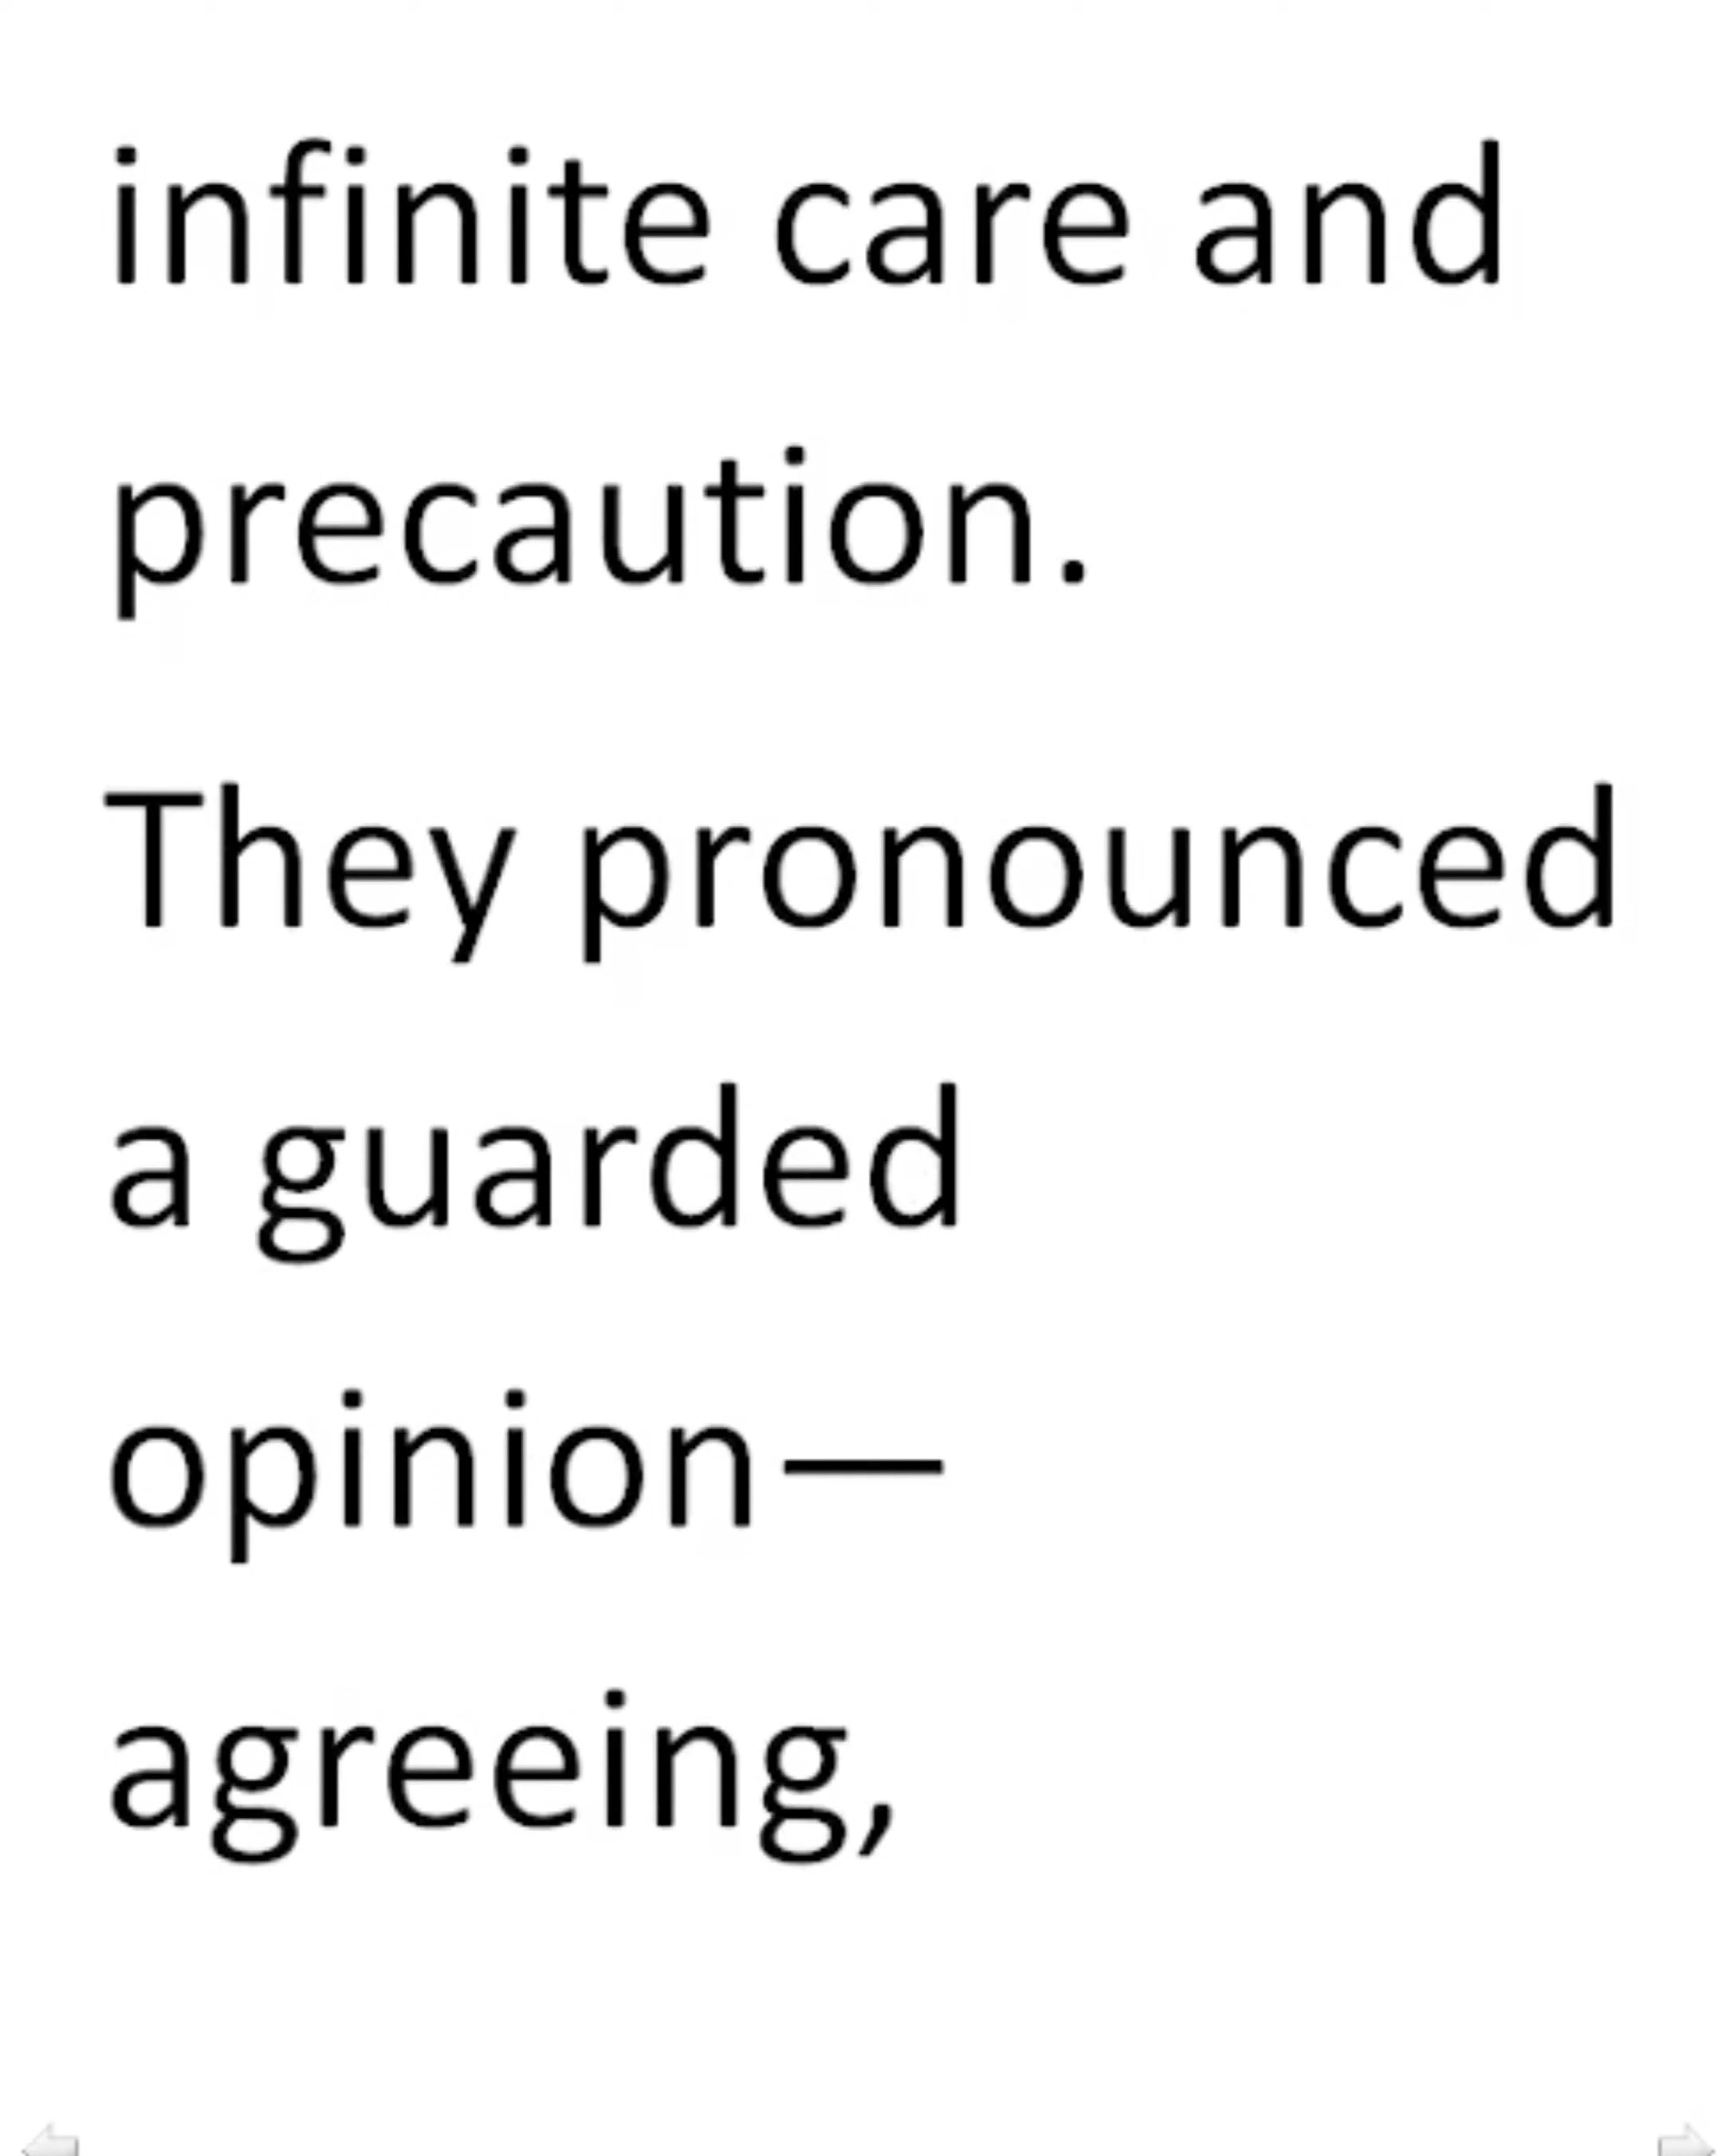 infinite care and
precaution.
They pronounced
a guarded
opinion—
agreeing,